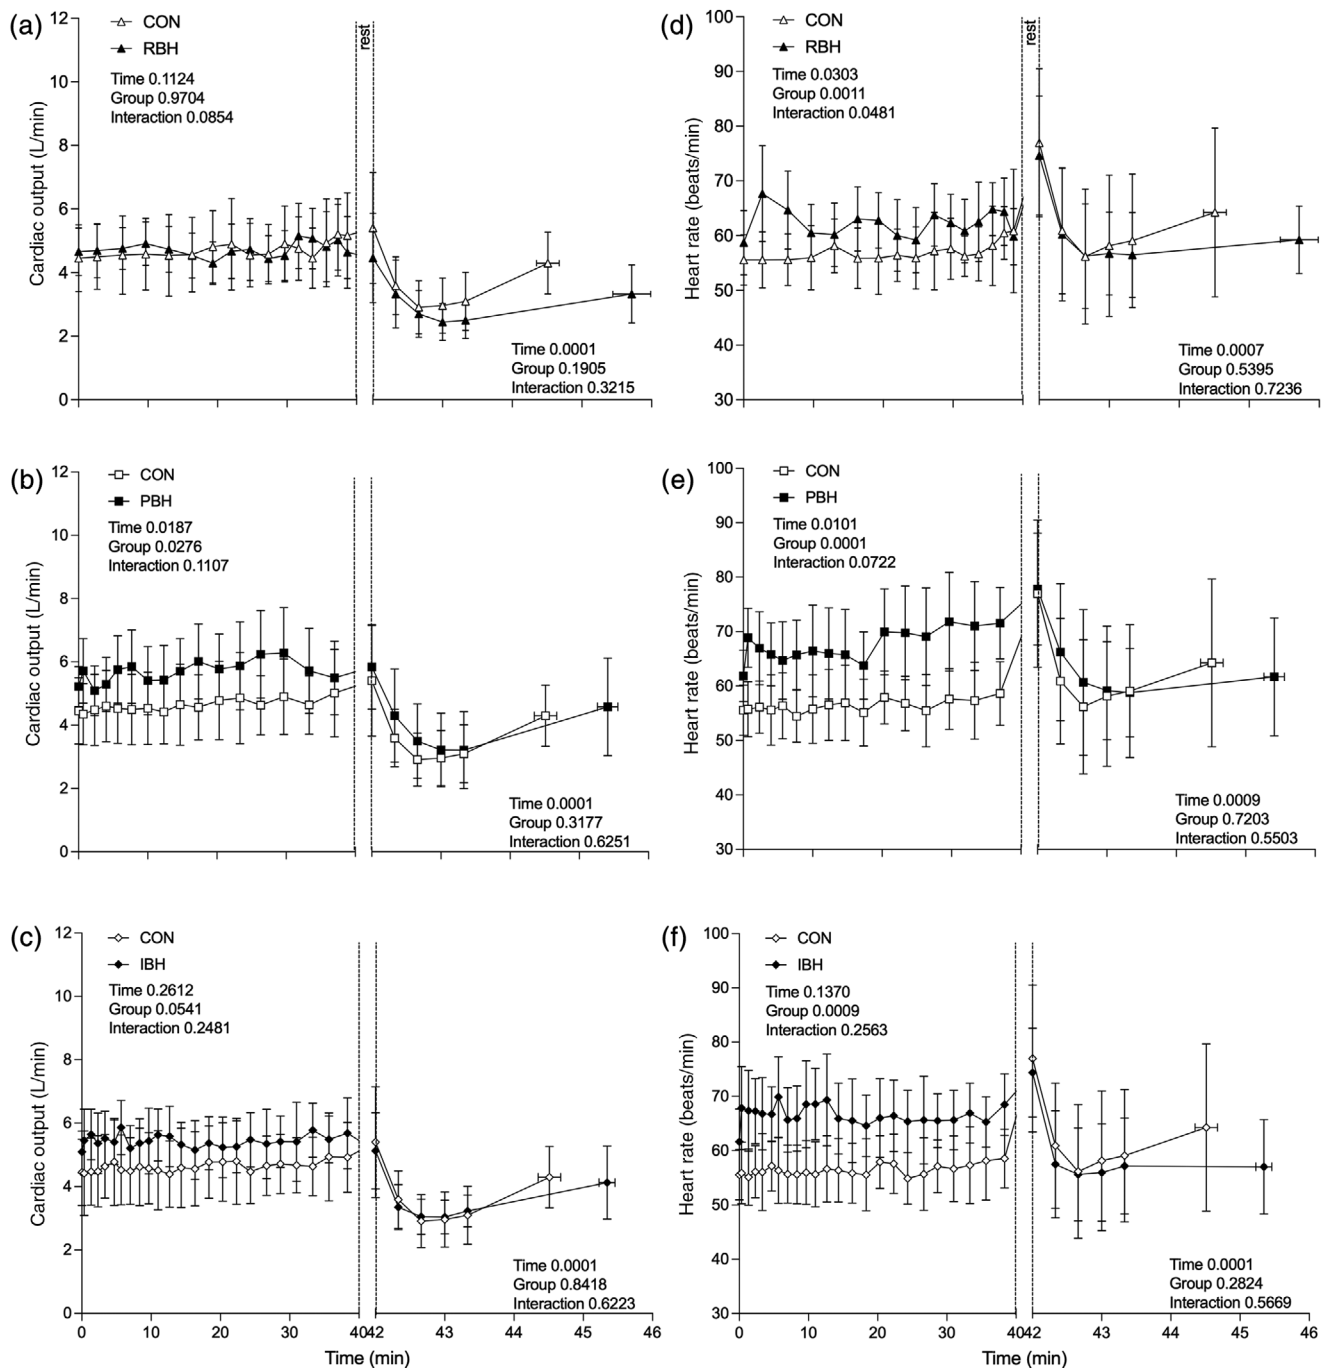 (a)
12
10
8
6
4
2
0
Cardiac output (L/min)
CON
RBH
Time 0.1124
Group 0.9704
Interaction 0.0854
rest
Time 0.0001
Group 0.1905
Interaction 0.3215
(d)
100
90
80
70
60
50
40
30
Heart rate (beats/min)
CON
RBH
Time 0.0303
Group 0.0011
Interaction 0.0481
rest
Time 0.0007
Group 0.5395
Interaction 0.7236
(b)
12
10
8
6
4
2
0
Cardiac output (L/min)
CON
PBH
Time 0.0187
Group 0.0276
Interaction 0.1107
Time 0.0001
Group 0.3177
Interaction 0.6251
(e)
100
90
80
70
60
50
40
30
Heart rate (beats/min)
CON
PBH
Time 0.0101
Group 0.0001
Interaction 0.0722
Time 0.0009
Group 0.7203
Interaction 0.5503
(c)
12
10
8
6
4
2
0
Cardiac output (L/min)
CON
IBH
Time 0.2612
Group 0.0541
Interaction 0.2481
Time 0.0001
Group 0.8418
Interaction 0.6223
0 10 20 30 4042 43 44 45 46
Time (min)
(f)
100
90
80
70
60
50
40
30
Heart rate (beats/min)
CON
IBH
Time 0.1370
Group 0.0009
Interaction 0.2563
Time 0.0001
Group 0.2824
Interaction 0.5669
0 10 20 30 4042 43 44 45 46
Time (min)